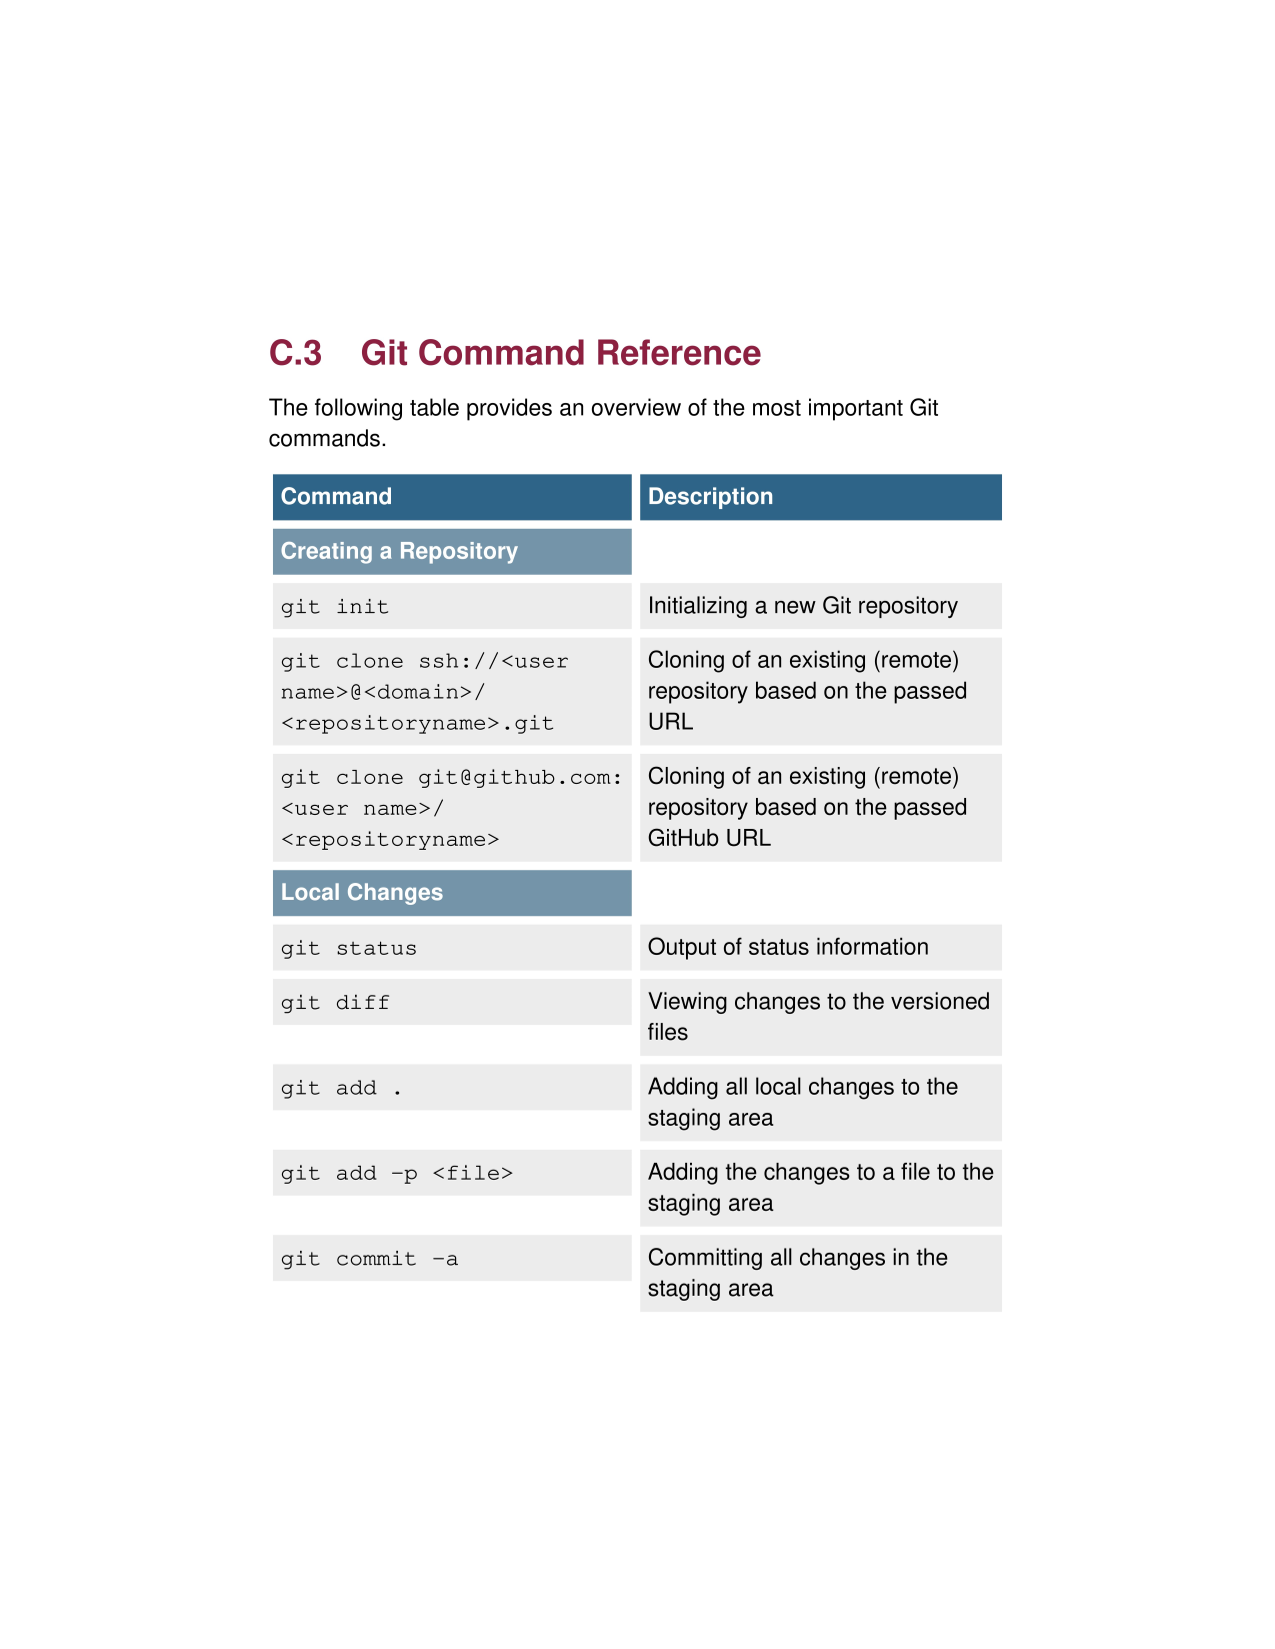 C.3 Git Command Reference
The following table provides an overview of the most important Git
commands.
Command Description
Creating a Repository
git init Initializing a new Git repository
git clone ssh://<user Cloning of an existing (remote)
name>@<domain>/ repository based on the passed
<repositoryname>.git URL
git clone git@github.com: Cloning of an existing (remote)
<user name>/ repository based on the passed
<repositoryname> GitHub URL
Local Changes
git status Output of status information
git diff Viewing changes to the versioned
files
git add . Adding all local changes to the
staging area
git add -p <file> Adding the changes to a file to the
staging area
git commit -a Committing all changes in the
staging area